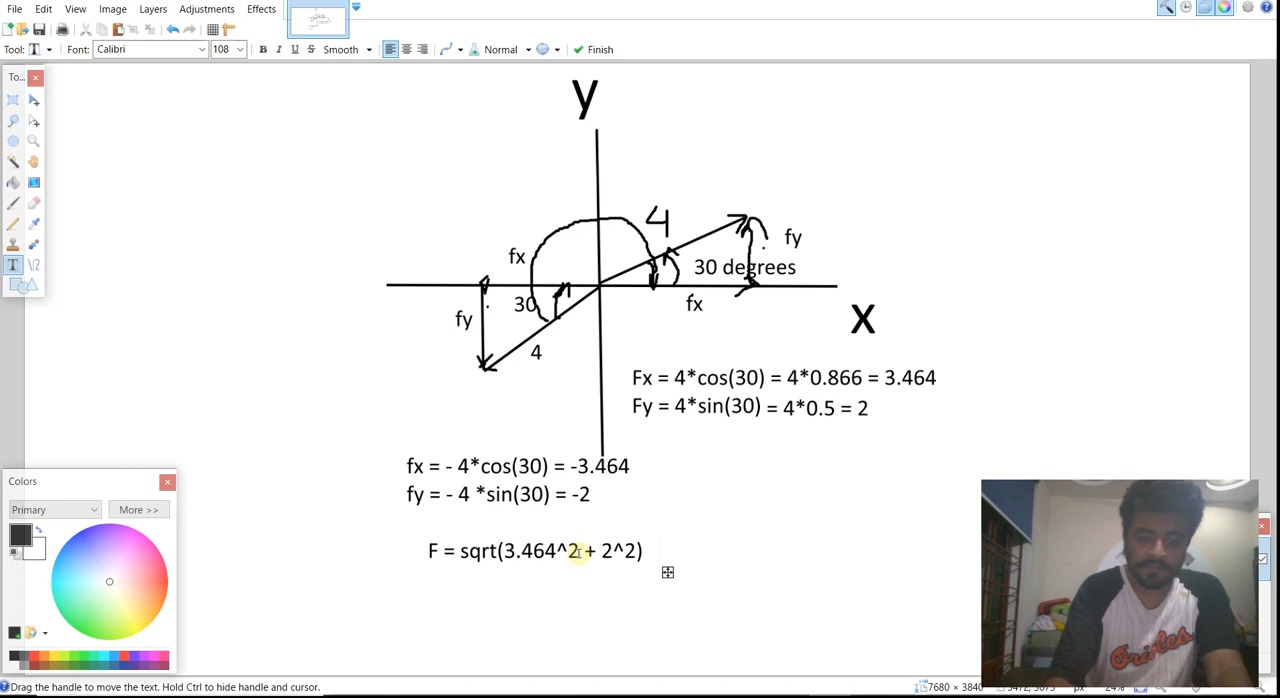 File Edit View Image Layers Adjustments Effects
Tool: T Font: Calibri 108 B I U S Smooth Normal Finish
To...
y
4
fx
fy
30 degrees
30
fx
fy
x
4
Fx = 4*cos(30) = 4*0.866 = 3.464
Fy = 4*sin(30) = 4*0.5 = 2
fx = - 4*cos(30) = -3.464
fy = - 4 *sin(30) = -2
Colors
Primary More >>
F = sqrt(3.464^2 + 2^2)
Orioles
Drag the handle to move the text. Hold Ctrl to hide handle and cursor.
7680 × 3840
px 24%